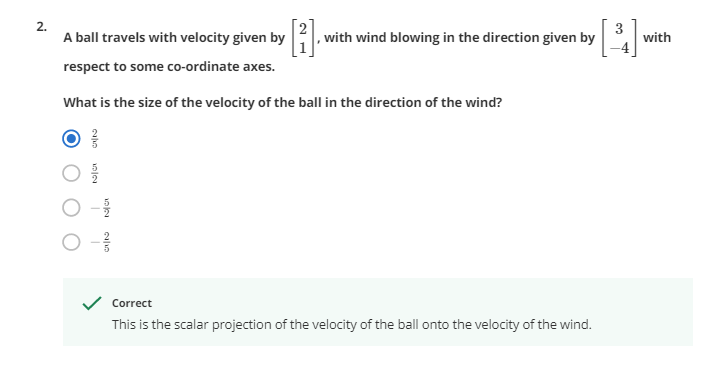 2.
A ball travels with velocity given by [2 1], with wind blowing in the direction given by [3 -4] with
respect to some co-ordinate axes.
What is the size of the velocity of the ball in the direction of the wind?
2/5
5/2
-5/2
-2/5
Correct
This is the scalar projection of the velocity of the ball onto the velocity of the wind.